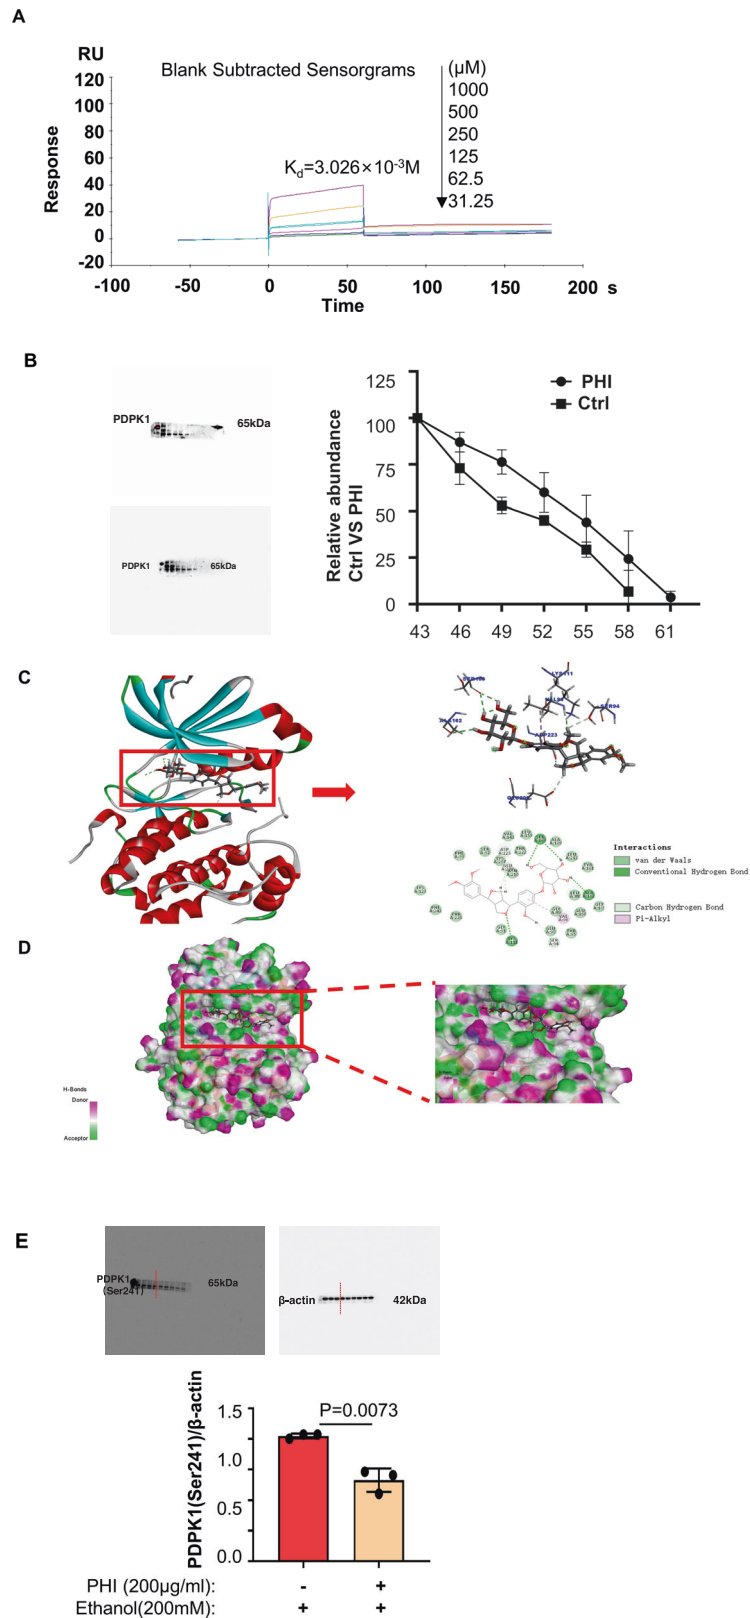 A
RU
Blank Subtracted Sensorgrams
(µM)
1000
500
250
125
62.5
31.25
Kd=3.026×10-3M
120
100
80
60
40
20
0
-20
Response
-100
-50
0
50
100
150
200
s
Time
B
PDPK1
65kDa
PDPK1
65kDa
PHI
Ctrl
125
100
75
50
25
0
Relative abundance
Ctrl VS PHI
43
46
49
52
55
58
61
C
Interactions
van der Waals
Conventional Hydrogen Bond
Carbon Hydrogen Bond
Pi-Alkyl
D
H-Bonds
Donor
Acceptor
E
PDPK1
(Ser241)
65kDa
β-actin
42kDa
PDPK1(Ser241)/β-actin
P=0.0073
1.5
1.0
0.5
0.0
PHI (200µg/ml):
-
+
Ethanol(200mM):
+
+